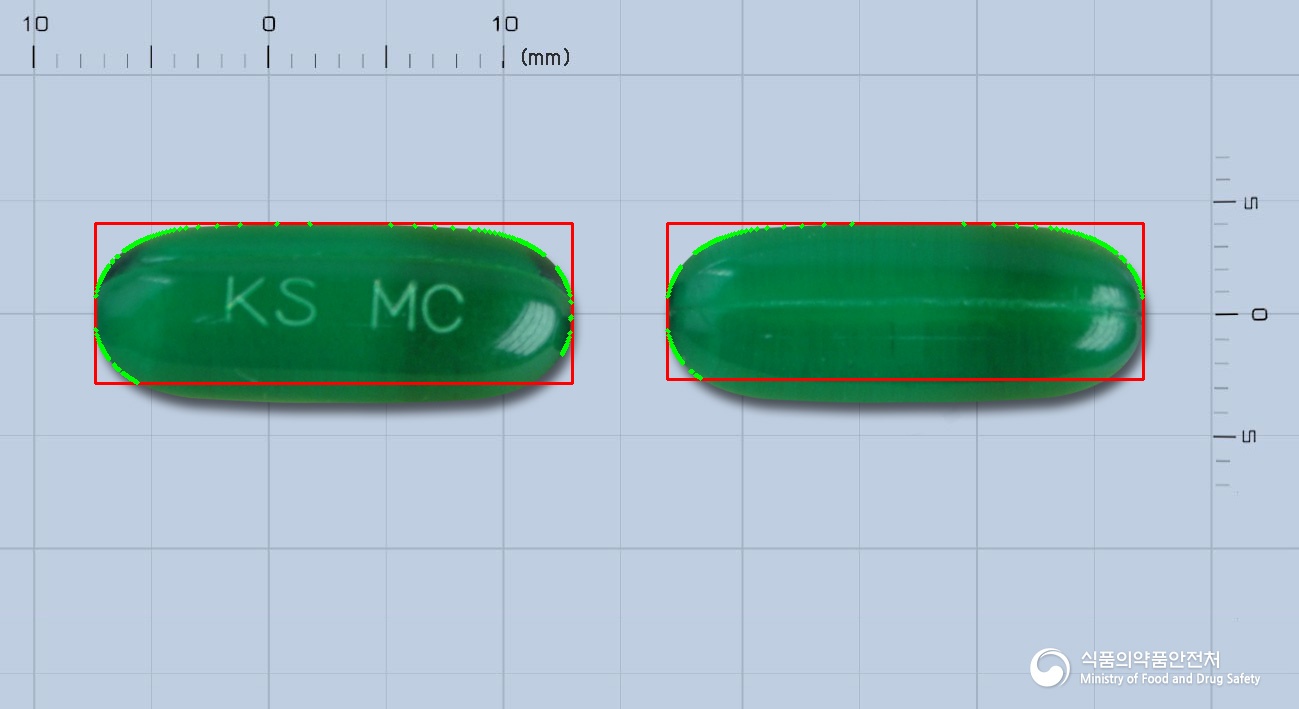 10 0 10
(mm)
KS MC
5
0
5
식품의약품안전처
Ministry of Food and Drug Safety